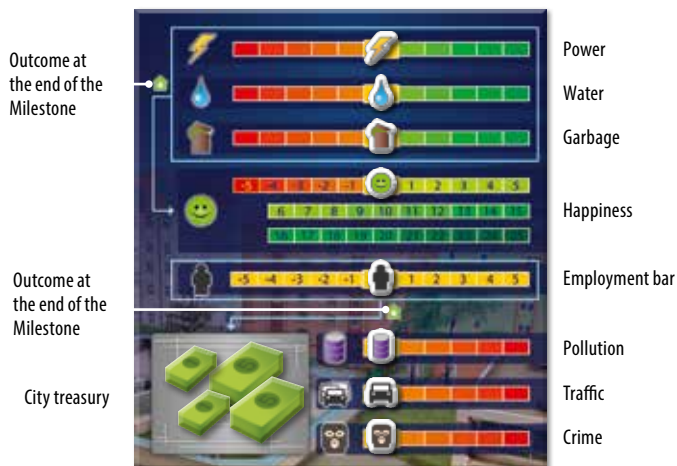 Outcome at
the end of the
Milestone
Power
Water
Garbage
-5 -4 -3 -2 -1 1 2 3 4 5
6 7 8 9 10 11 12 13 14 15
16 17 18 19 20 21 22 23 24 25
Happiness
Outcome at
the end of the
Milestone
-5 -4 -3 -2 -1 1 2 3 4 5
Employment bar
City treasury
Pollution
Traffic
Crime